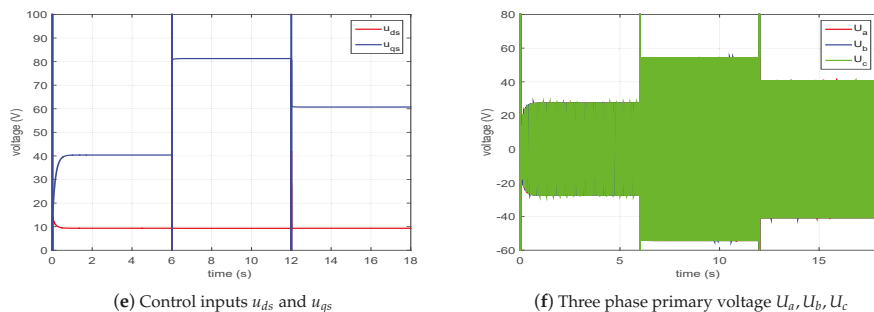 100
90
80
70
60
50
40
30
20
10
0
voltage (V)
0 2 4 6 8 10 12 14 16 18
time (s)
u_ds
u_qs
(e) Control inputs u_ds and u_qs
80
60
40
20
0
-20
-40
-60
voltage (V)
0 5 10 15
time (s)
U_a
U_b
U_c
(f) Three phase primary voltage U_a, U_b, U_c